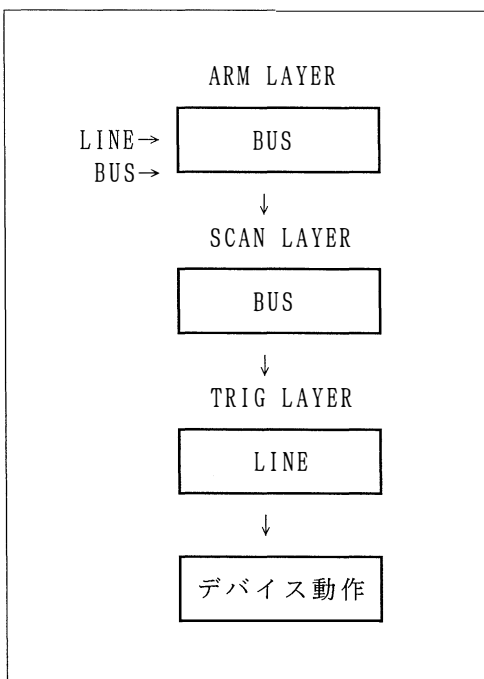 ARM LAYER
LINE→
BUS
BUS→
↓
SCAN LAYER
BUS
↓
TRIG LAYER
LINE
↓
デバイス動作